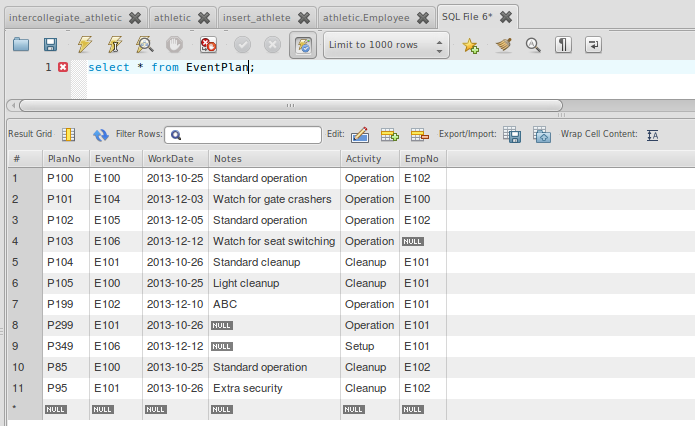 intercollegiate_athletic athletic insert_athlete athletic.Employee SQL File 6*
Limit to 1000 rows
1 select * from EventPlan;
Result Grid Filter Rows: Edit: Export/Import: Wrap Cell Content:
# PlanNo EventNo WorkDate Notes Activity EmpNo
1 P100 E100 2013-10-25 Standard operation Operation E102
2 P101 E104 2013-12-03 Watch for gate crashers Operation E100
3 P102 E105 2013-12-05 Standard operation Operation E102
4 P103 E106 2013-12-12 Watch for seat switching Operation NULL
5 P104 E101 2013-10-26 Standard cleanup Cleanup E101
6 P105 E100 2013-10-25 Light cleanup Cleanup E101
7 P199 E102 2013-12-10 ABC Operation E101
8 P299 E101 2013-10-26 NULL Operation E101
9 P349 E106 2013-12-12 NULL Setup E101
10 P85 E100 2013-10-25 Standard operation Cleanup E102
11 P95 E101 2013-10-26 Extra security Cleanup E102
* NULL NULL NULL NULL NULL NULL